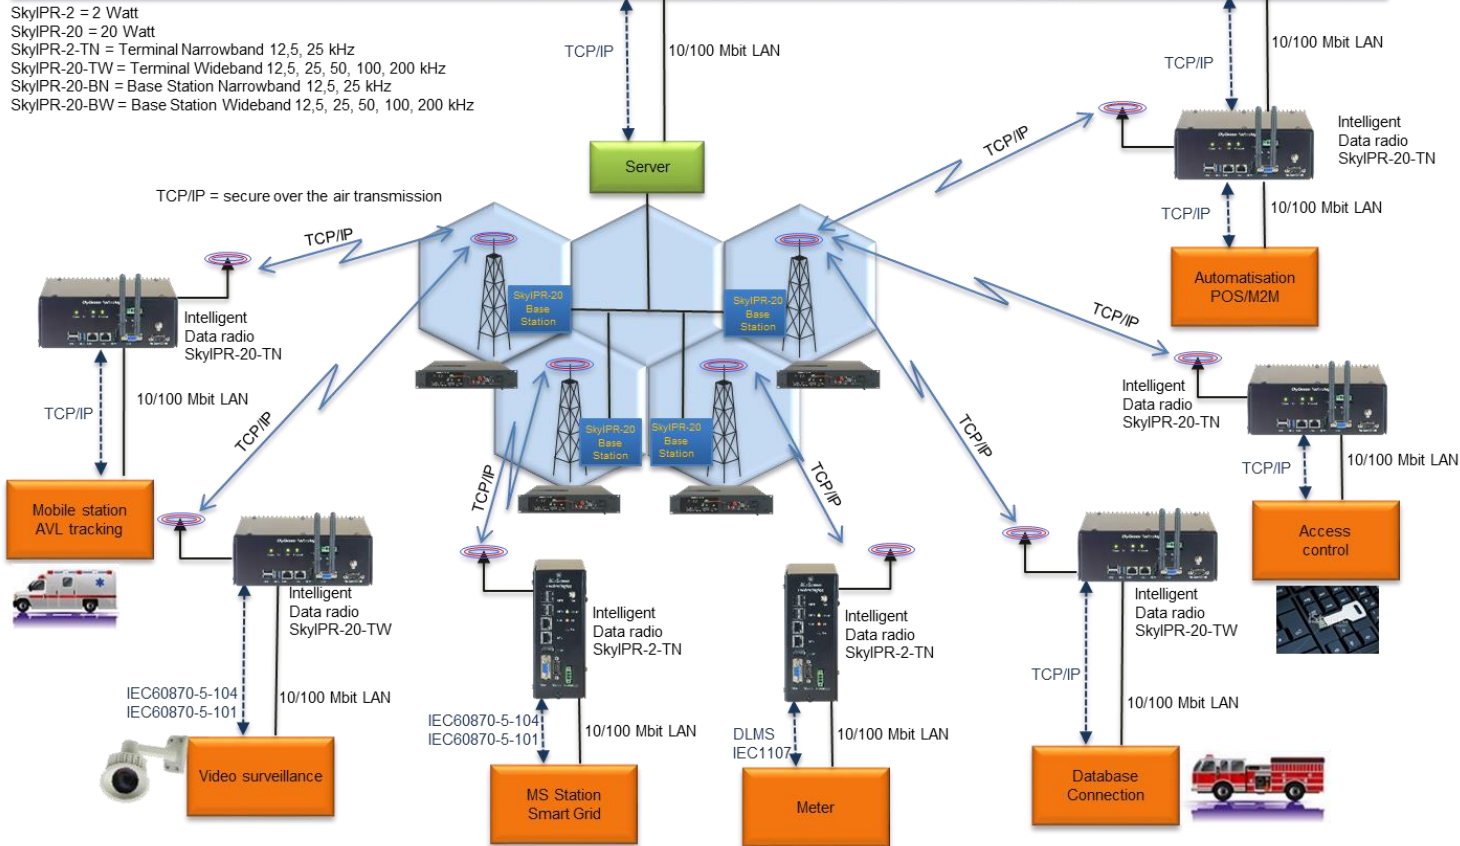 SkyIPR-2 = 2 Watt
SkyIPR-20 = 20 Watt
SkyIPR-2-TN = Terminal Narrowband 12,5, 25 kHz
SkyIPR-20-TW = Terminal Wideband 12,5, 25, 50, 100, 200 kHz
SkyIPR-20-BN = Base Station Narrowband 12,5, 25 kHz
SkyIPR-20-BW = Base Station Wideband 12,5, 25, 50, 100, 200 kHz
TCP/IP
10/100 Mbit LAN
TCP/IP
10/100 Mbit LAN
Server
TCP/IP = secure over the air transmission
TCP/IP
TCP/IP
Intelligent
Data radio
SkyIPR-20-TN
TCP/IP
10/100 Mbit LAN
Automatisation
POS/M2M
Intelligent
Data radio
SkyIPR-20-TN
SkyIPR-20
Base
Station
SkyIPR-20
Base
Station
TCP/IP
TCP/IP
10/100 Mbit LAN
TCP/IP
Intelligent
Data radio
SkyIPR-20-TN
SkyIPR-20
Base
Station
SkyIPR-20
Base
Station
TCP/IP
TCP/IP
TCP/IP
TCP/IP
10/100 Mbit LAN
Mobile station
AVL tracking
Access
control
Intelligent
Data radio
SkyIPR-20-TW
Intelligent
Data radio
SkyIPR-2-TN
Intelligent
Data radio
SkyIPR-2-TN
Intelligent
Data radio
SkyIPR-20-TW
IEC60870-5-104
IEC60870-5-101
10/100 Mbit LAN
IEC60870-5-104
IEC60870-5-101
10/100 Mbit LAN
DLMS
IEC1107
10/100 Mbit LAN
TCP/IP
10/100 Mbit LAN
Video surveillance
MS Station
Smart Grid
Meter
Database
Connection